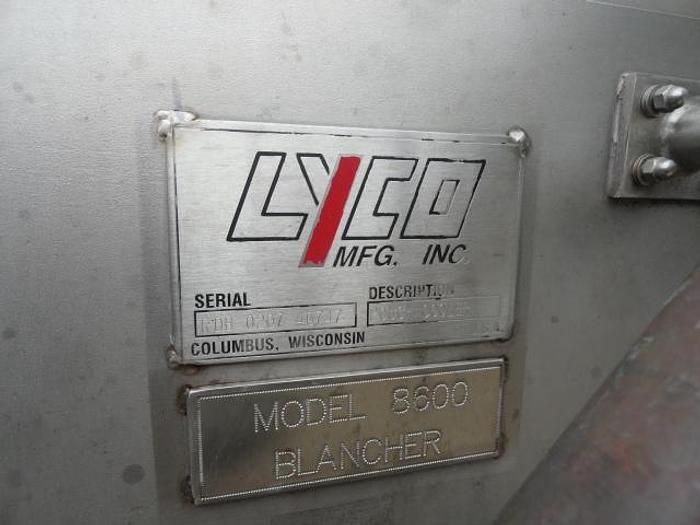 LYCO
MFG. INC.
SERIAL DESCRIPTION
COLUMBUS, WISCONSIN U.S.A.
MODEL 8600
BLANCHER